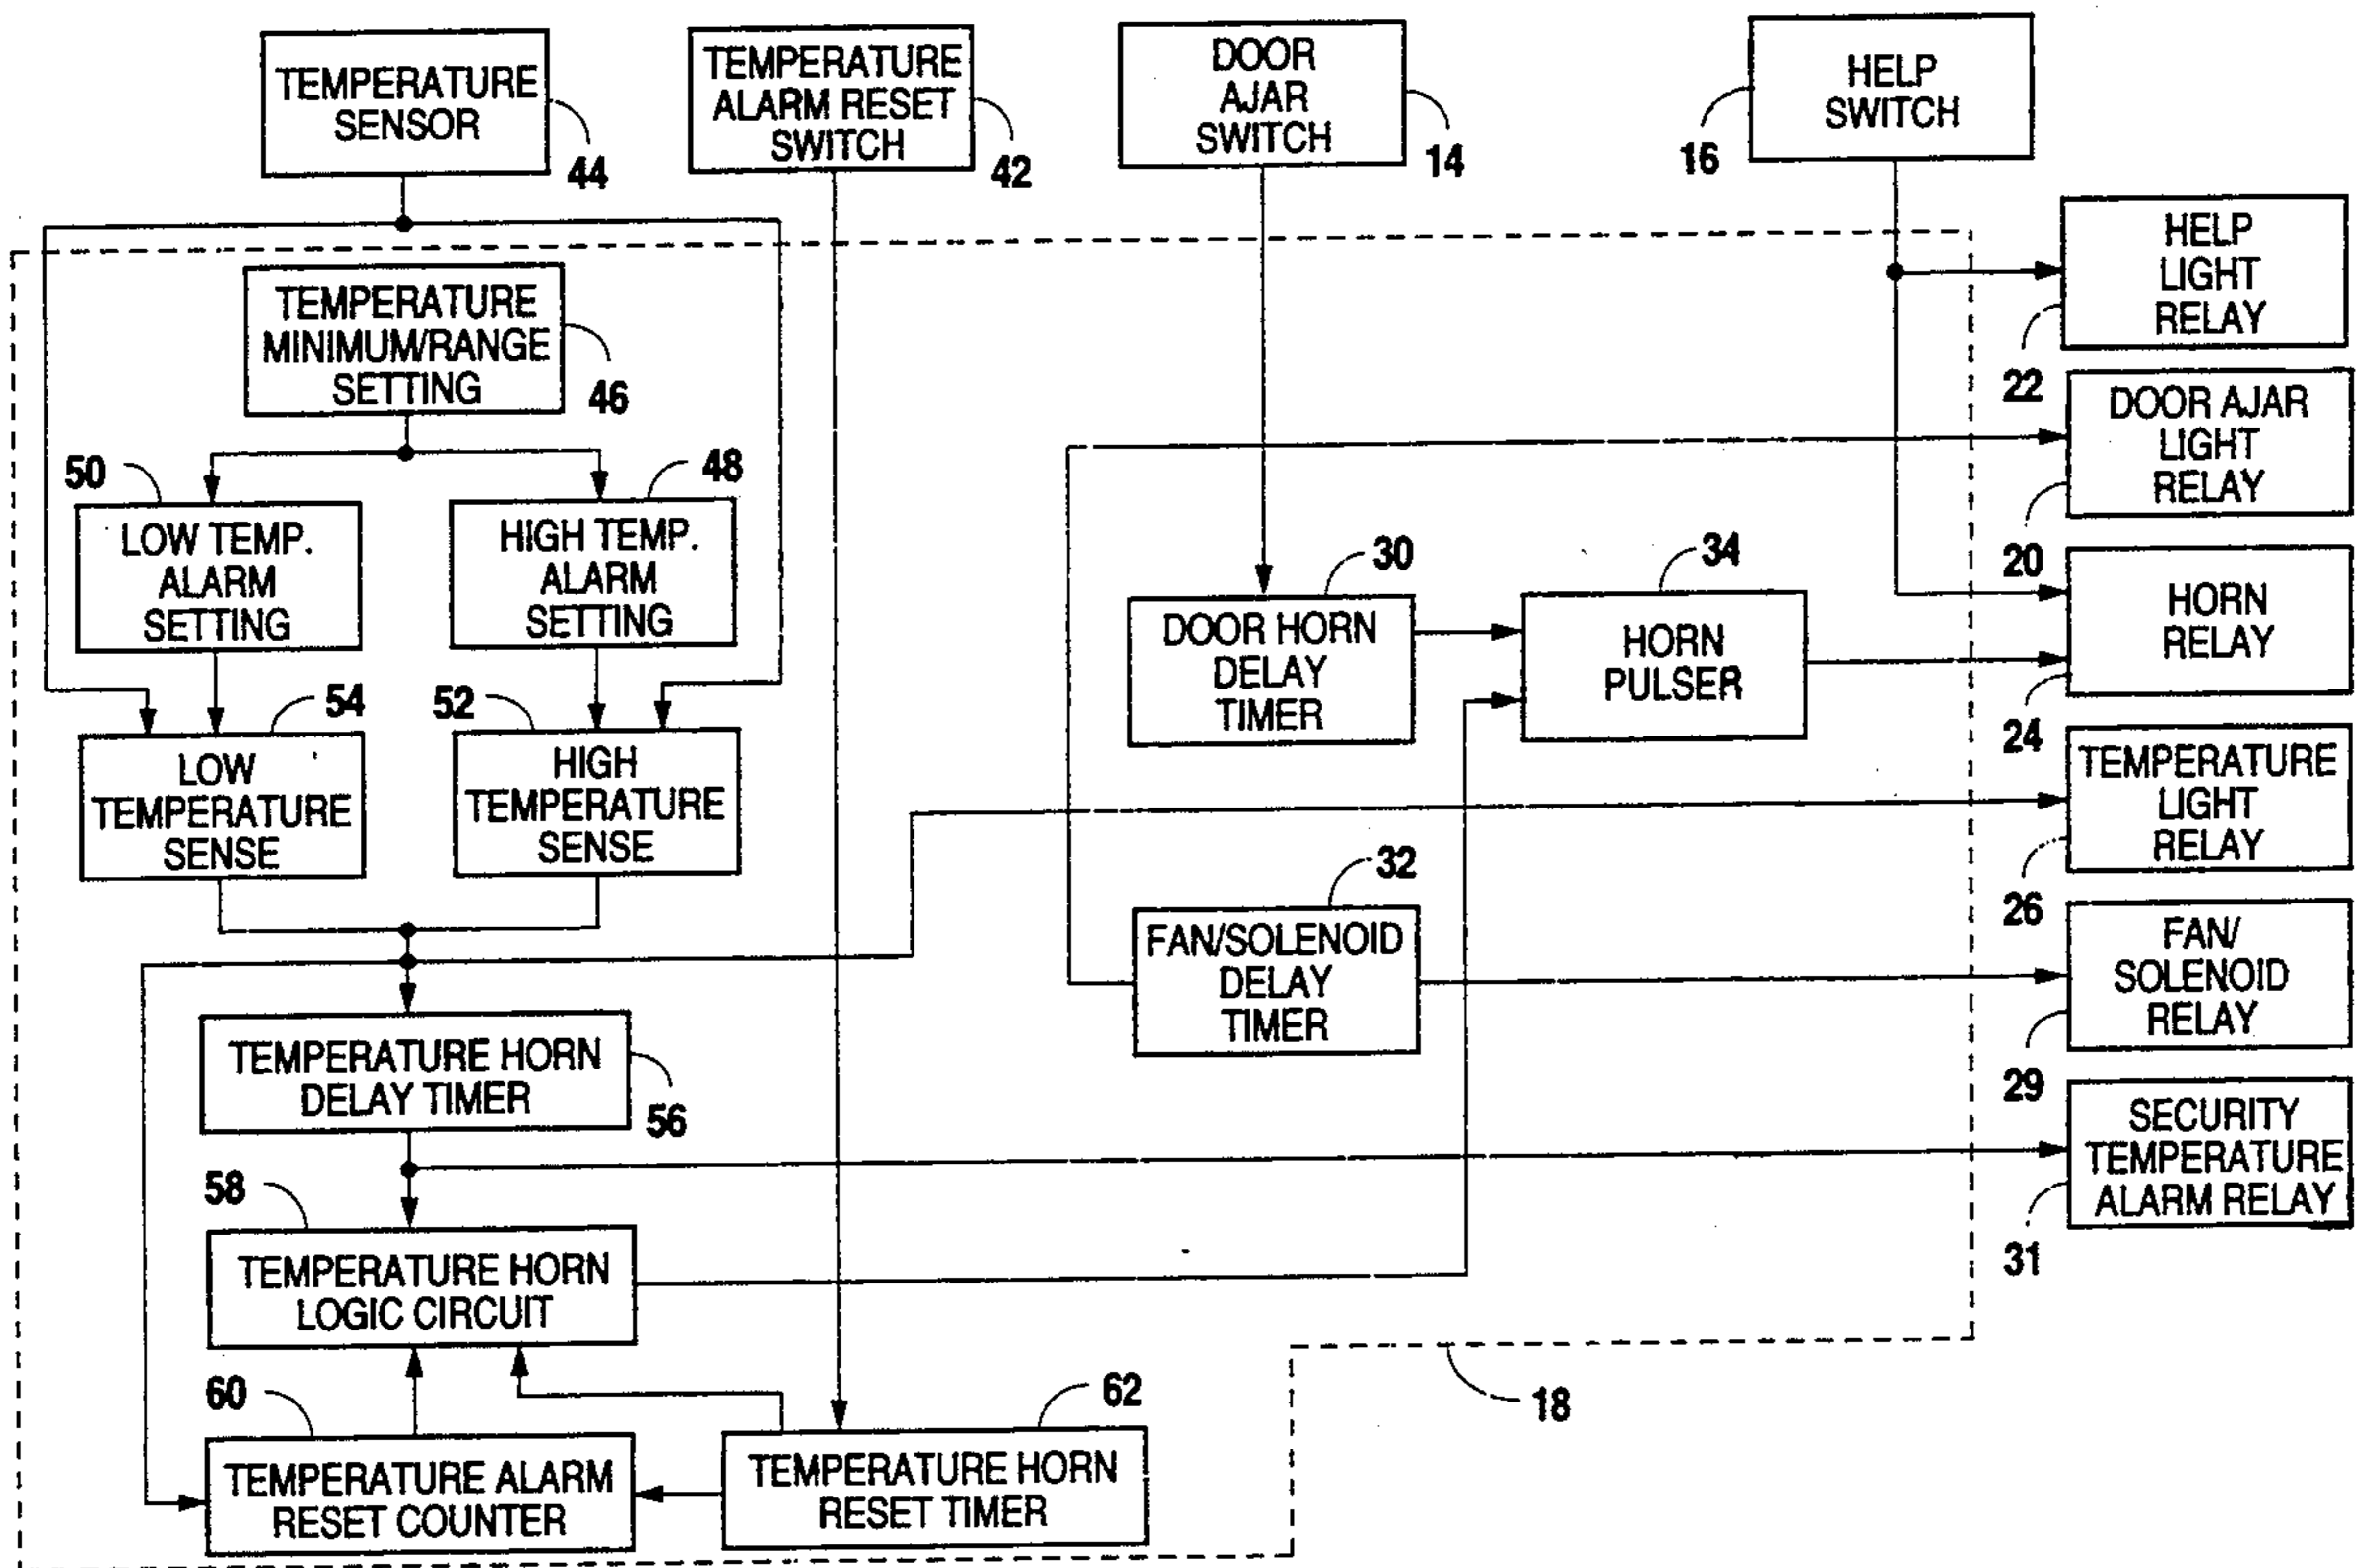 TEMPERATURE
SENSOR
44
TEMPERATURE
ALARM RESET
SWITCH
42
DOOR
AJAR
SWITCH
14
HELP
SWITCH
16
HELP
LIGHT
RELAY
22
TEMPERATURE
MINIMUM/RANGE
SETTING
46
DOOR AJAR
LIGHT
RELAY
20
50
LOW TEMP.
ALARM
SETTING
48
HIGH TEMP.
ALARM
SETTING
30
DOOR HORN
DELAY
TIMER
34
HORN
PULSER
HORN
RELAY
24
54
LOW
TEMPERATURE
SENSE
52
HIGH
TEMPERATURE
SENSE
TEMPERATURE
LIGHT
RELAY
26
32
FAN/SOLENOID
DELAY
TIMER
FAN/
SOLENOID
RELAY
29
TEMPERATURE HORN
DELAY TIMER
56
SECURITY
TEMPERATURE
ALARM RELAY
31
58
TEMPERATURE HORN
LOGIC CIRCUIT
60
TEMPERATURE ALARM
RESET COUNTER
62
TEMPERATURE HORN
RESET TIMER
18